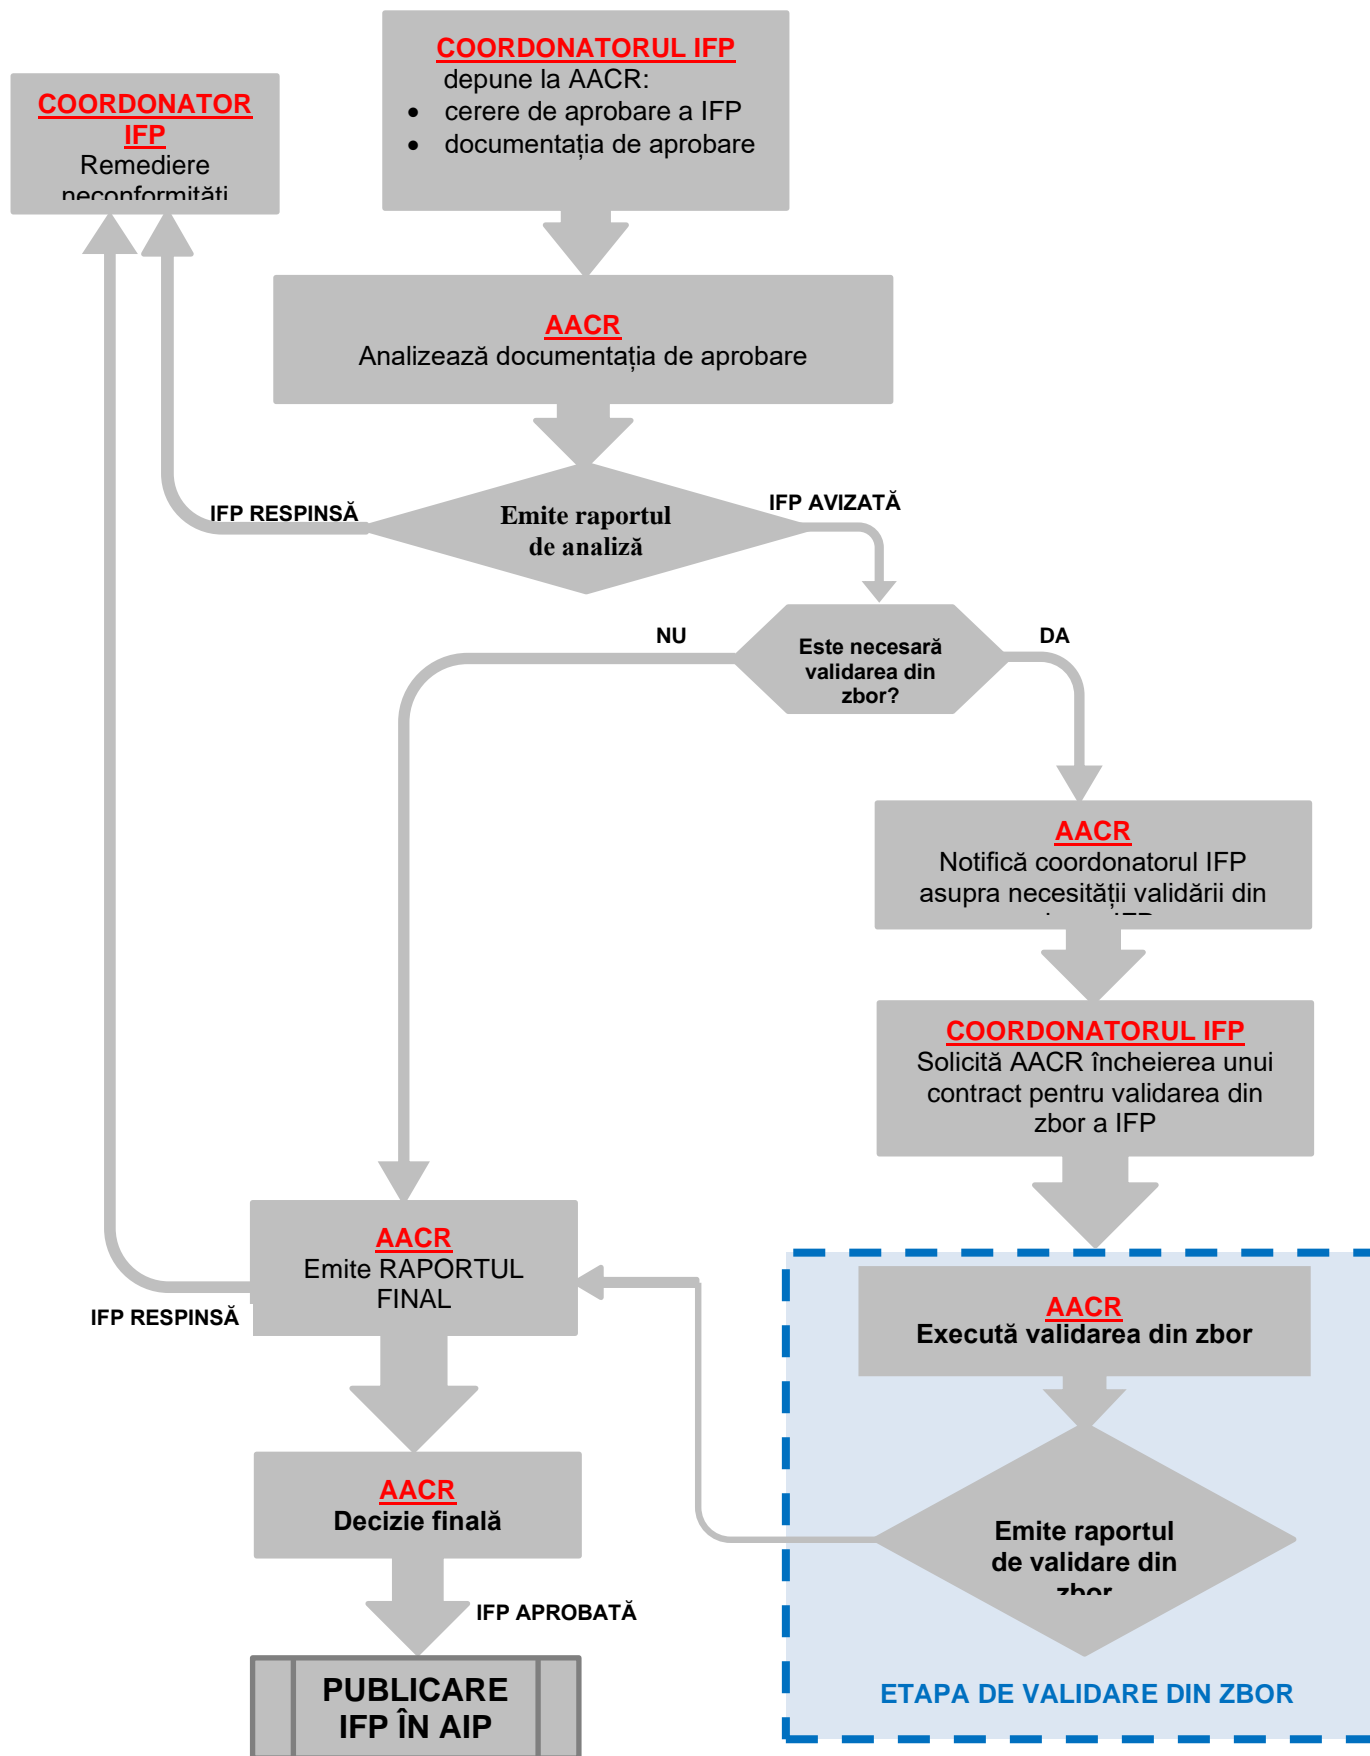 COORDONATORUL IFP
depune la AACR:
• cerere de aprobare a IFP
• documentația de aprobare
COORDONATOR
IFP
Remediere
neconformități
AACR
Analizează documentația de aprobare
IFP RESPINSĂ
Emite raportul
de analiză
IFP AVIZATĂ
NU
Este necesară
validarea din
zbor?
DA
AACR
Notifică coordonatorul IFP
asupra necesității validării din
IFP
COORDONATORUL IFP
Solicită AACR încheierea unui
contract pentru validarea din
zbor a IFP
AACR
Emite RAPORTUL
FINAL
IFP RESPINSĂ
AACR
Execută validarea din zbor
AACR
Decizie finală
Emite raportul
de validare din
zbor
IFP APROBATĂ
PUBLICARE
IFP ÎN AIP
ETAPA DE VALIDARE DIN ZBOR